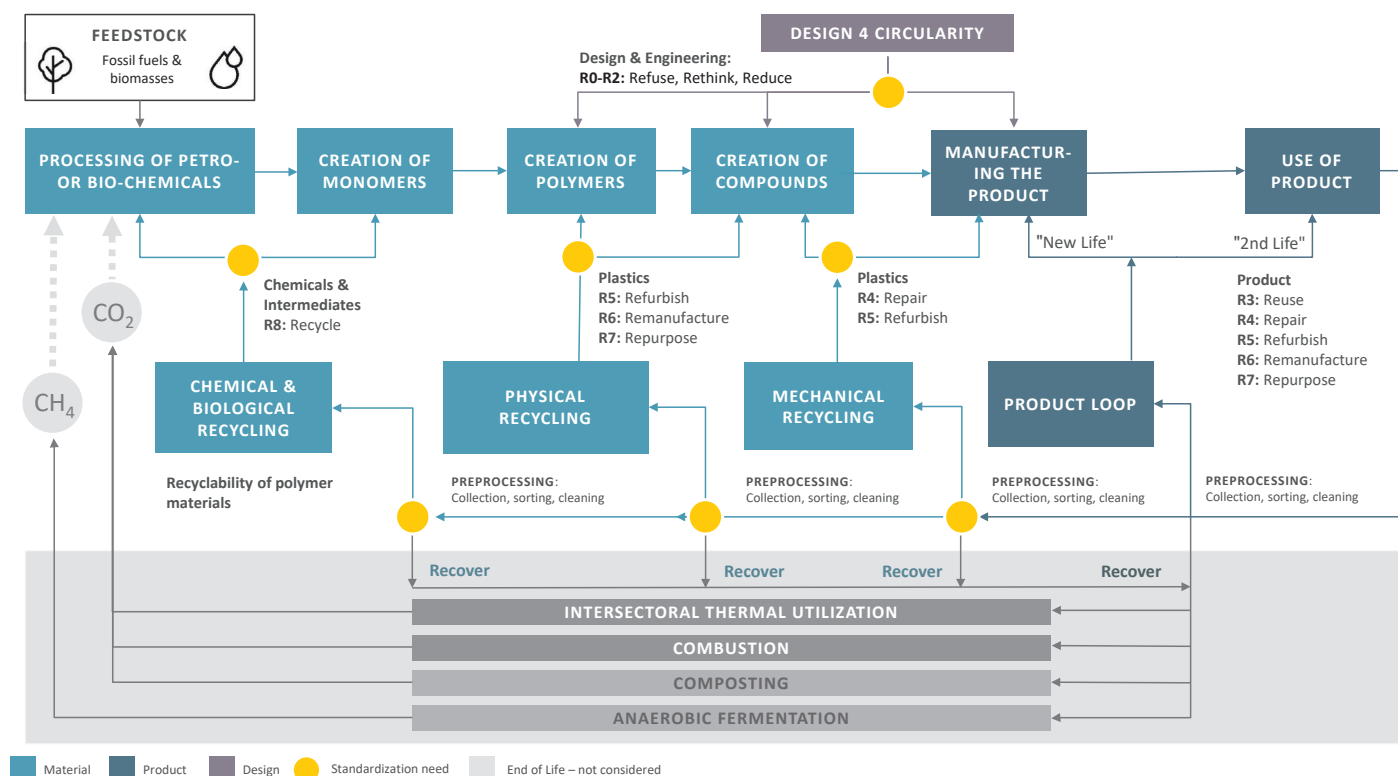 FEEDSTOCK
Fossil fuels &
biomasses
DESIGN 4 CIRCULARITY
Design & Engineering:
R0-R2: Refuse, Rethink, Reduce
PROCESSING OF PETRO-
OR BIO-CHEMICALS
CREATION OF
MONOMERS
CREATION OF
POLYMERS
CREATION OF
COMPOUNDS
MANUFACTUR-
ING THE
PRODUCT
USE OF
PRODUCT
"New Life"
"2nd Life"
Chemicals &
Intermediates
R8: Recycle
Plastics
R5: Refurbish
R6: Remanufacture
R7: Repurpose
Plastics
R4: Repair
R5: Refurbish
Product
R3: Reuse
R4: Repair
R5: Refurbish
R6: Remanufacture
R7: Repurpose
CO2
CH4
CHEMICAL &
BIOLOGICAL
RECYCLING
PHYSICAL
RECYCLING
MECHANICAL
RECYCLING
PRODUCT LOOP
Recyclability of polymer
materials
PREPROCESSING:
Collection, sorting, cleaning
PREPROCESSING:
Collection, sorting, cleaning
PREPROCESSING:
Collection, sorting, cleaning
PREPROCESSING:
Collection, sorting, cleaning
Recover
Recover
Recover
Recover
INTERSECTORAL THERMAL UTILIZATION
COMBUSTION
COMPOSTING
ANAEROBIC FERMENTATION
Material
Product
Design
Standardization need
End of Life – not considered